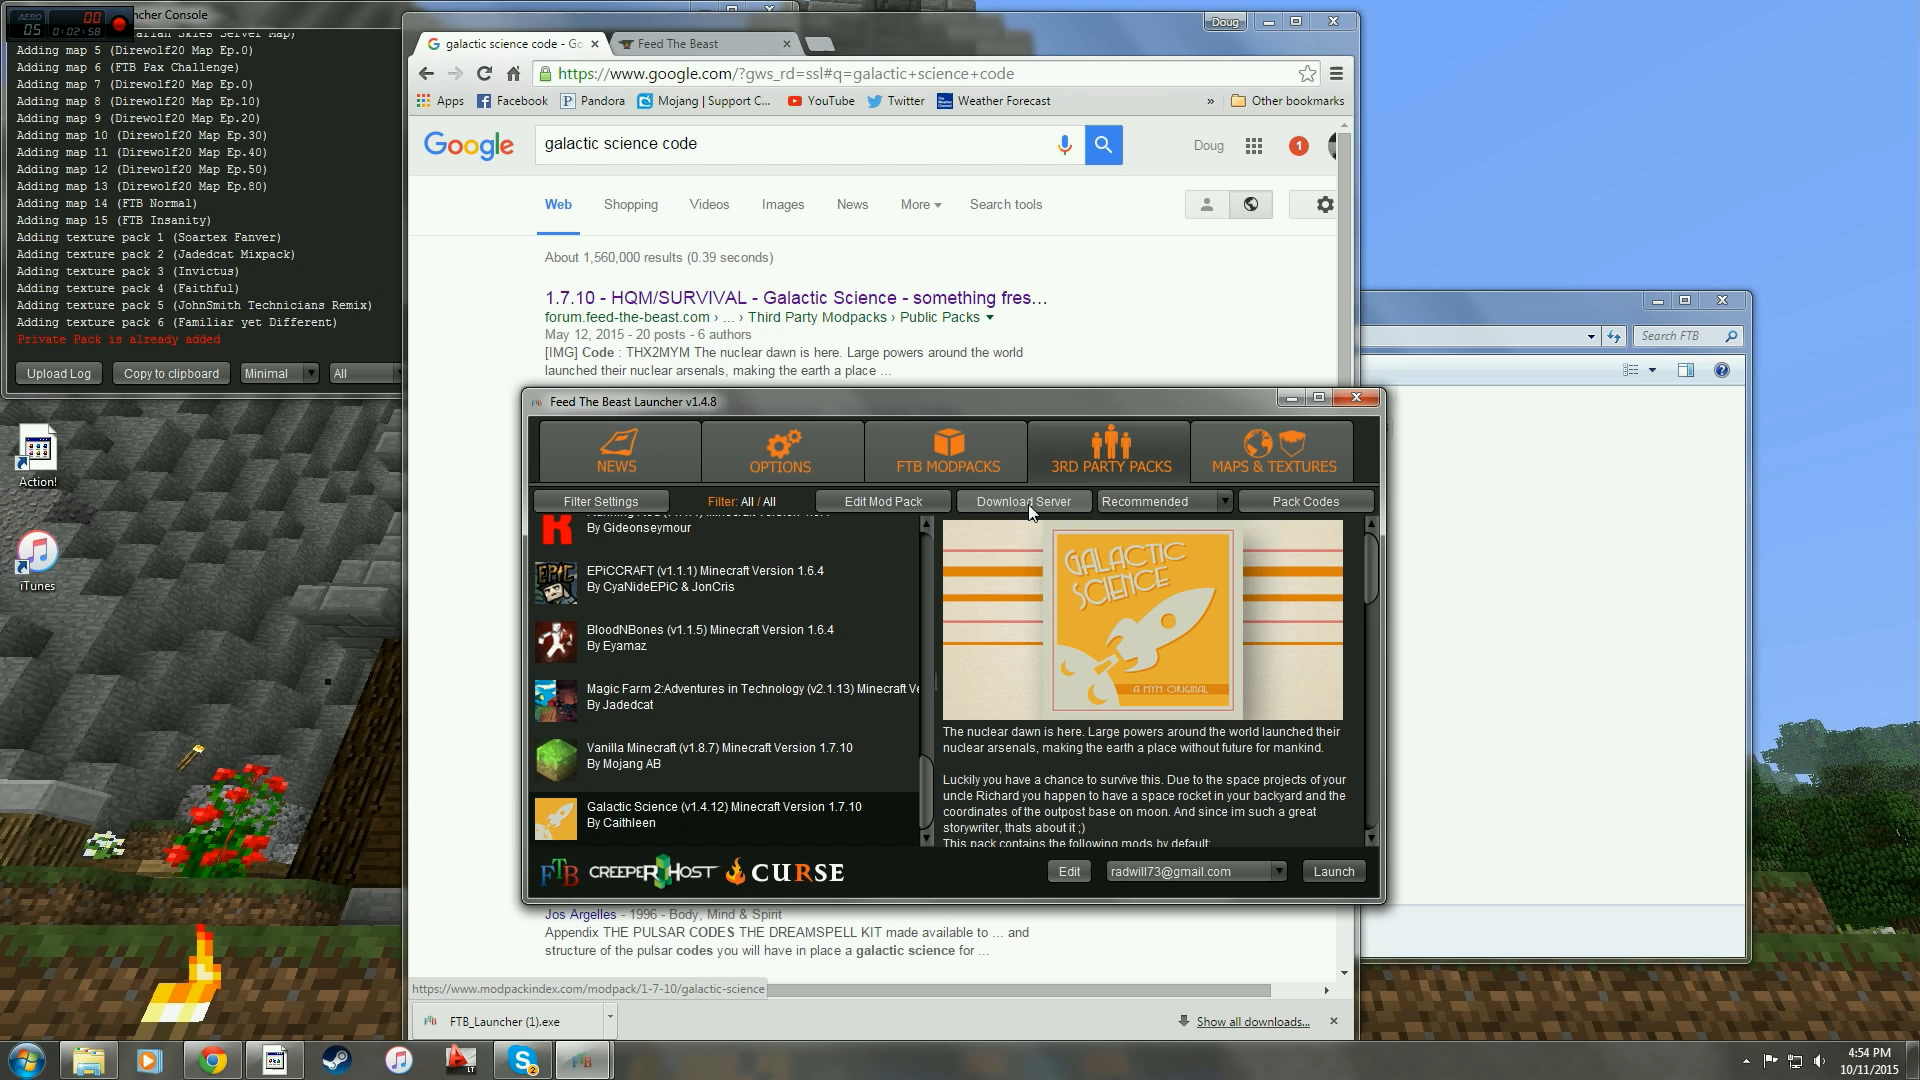 AERO
05
00
0:02:58
ncher Console
Adding map 5 (Direwolf20 Map Ep.0)
Adding map 6 (FTB Pax Challenge)
Adding map 7 (Direwolf20 Map Ep.0)
Adding map 8 (Direwolf20 Map Ep.10)
Adding map 9 (Direwolf20 Map Ep.20)
Adding map 10 (Direwolf20 Map Ep.30)
Adding map 11 (Direwolf20 Map Ep.40)
Adding map 12 (Direwolf20 Map Ep.50)
Adding map 13 (Direwolf20 Map Ep.80)
Adding map 14 (FTB Normal)
Adding map 15 (FTB Insanity)
Adding texture pack 1 (Soartex Fanver)
Adding texture pack 2 (Jadedcat Mixpack)
Adding texture pack 3 (Invictus)
Adding texture pack 4 (Faithful)
Adding texture pack 5 (JohnSmith Technicians Remix)
Adding texture pack 6 (Familiar yet Different)
Private Pack is already added
Upload Log Copy to clipboard Minimal All
Action!
iTunes
Doug
galactic science code - Go Feed The Beast
https://www.google.com/?gws_rd=ssl#q=galactic+science+code
Apps Facebook Pandora Mojang | Support C... YouTube Twitter Weather Forecast » Other bookmarks
Google galactic science code Doug 1
Web Shopping Videos Images News More Search tools
About 1,560,000 results (0.39 seconds)
1.7.10 - HQM/SURVIVAL - Galactic Science - something fres...
forum.feed-the-beast.com › ... › Third Party Modpacks › Public Packs
May 12, 2015 - 20 posts - 6 authors
[IMG] Code : THX2MYM The nuclear dawn is here. Large powers around the world
launched their nuclear arsenals, making the earth a place ...
Search FTB
Feed The Beast Launcher v1.4.8
NEWS OPTIONS FTB MODPACKS 3RD PARTY PACKS MAPS & TEXTURES
Filter Settings Filter: All / All Edit Mod Pack Download Server Recommended Pack Codes
By Gideonseymour
EPiCCRAFT (v1.1.1) Minecraft Version 1.6.4
By CyaNideEPiC & JonCris
BloodNBones (v1.1.5) Minecraft Version 1.6.4
By Eyamaz
Magic Farm 2:Adventures in Technology (v2.1.13) Minecraft Ve
By Jadedcat
Vanilla Minecraft (v1.8.7) Minecraft Version 1.7.10
By Mojang AB
Galactic Science (v1.4.12) Minecraft Version 1.7.10
By Caithleen
GALACTIC
SCIENCE
A MYM ORIGINAL
The nuclear dawn is here. Large powers around the world launched their
nuclear arsenals, making the earth a place without future for mankind.
Luckily you have a chance to survive this. Due to the space projects of your
uncle Richard you happen to have a space rocket in your backyard and the
coordinates of the outpost base on moon. And since im such a great
storywriter, thats about it ;)
This pack contains the following mods by default:
FTB CREEPERHOST CURSE Edit radwill73@gmail.com Launch
Jos Argelles - 1996 - Body, Mind & Spirit
Appendix THE PULSAR CODES THE DREAMSPELL KIT made available to ... and
structure of the pulsar codes you will have in place a galactic science for ...
https://www.modpackindex.com/modpack/1-7-10/galactic-science
FTB_Launcher (1).exe Show all downloads...
4:54 PM
10/11/2015